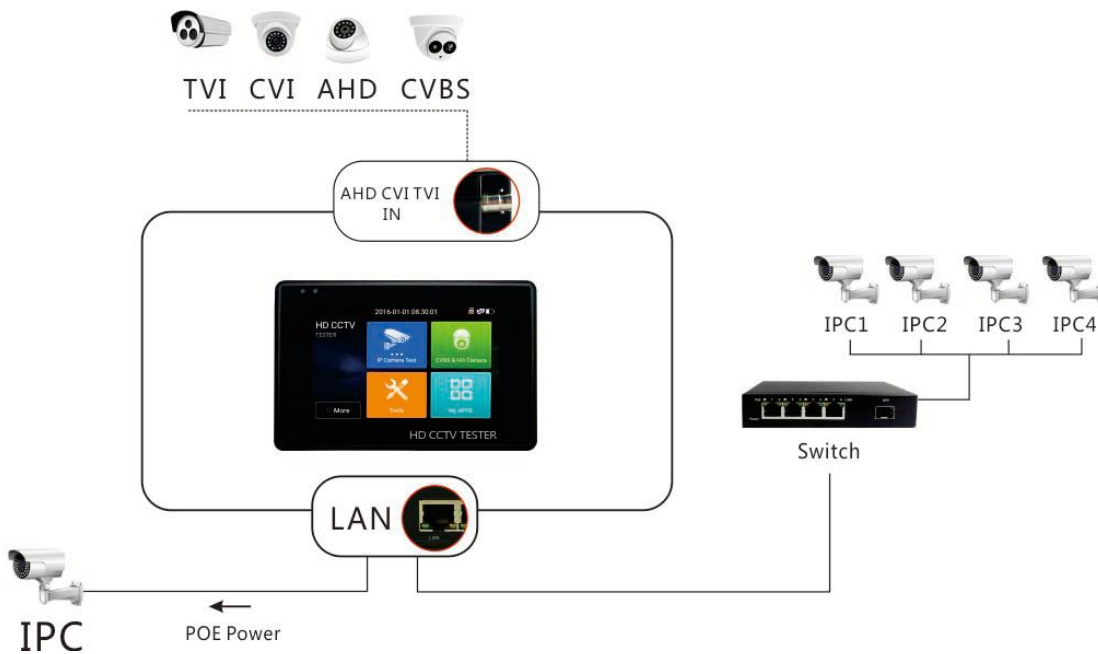 TVI CVI AHD CVBS
AHD CVI TVI
IN
2016-01-01 08:30:01
HD CCTV
TESTER
IP Camera Test
CVBS & HD Camera
More
Tools
My APPS
HD CCTV TESTER
IPC1 IPC2 IPC3 IPC4
Switch
LAN
LAN
POE Power
IPC